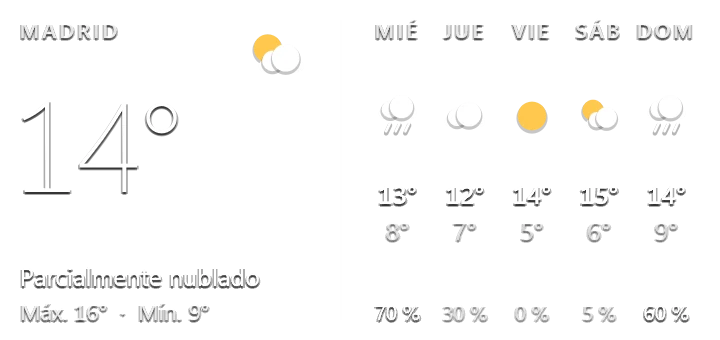 MADRID
14°
Parcialmente nublado
Máx. 16° · Mín. 9°
MIÉ JUE VIE SÁB DOM
13° 12° 14° 15° 14°
8° 7° 5° 6° 9°
70 % 30 % 0 % 5 % 60 %